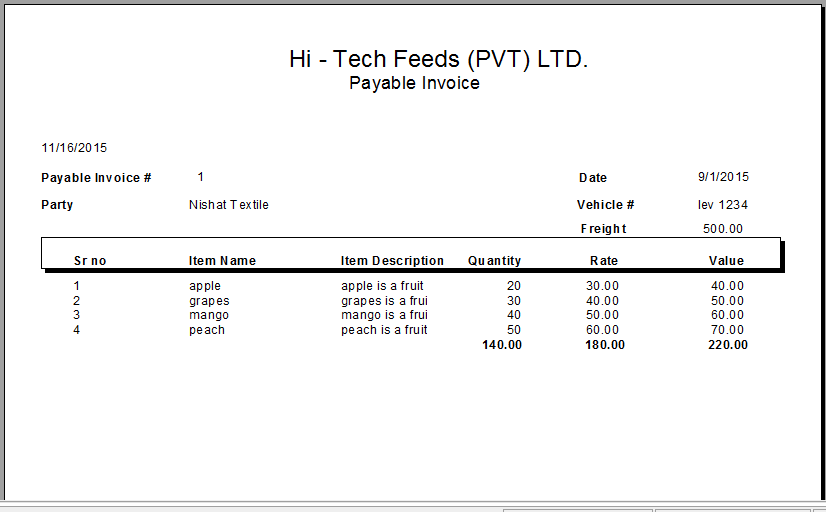 Hi - Tech Feeds (PVT) LTD.
Payable Invoice
11/16/2015
Payable Invoice # 1 Date 9/1/2015
Party Nishat Textile Vehicle # lev 1234
Freight 500.00
Sr no Item Name Item Description Quantity Rate Value
1 apple apple is a fruit 20 30.00 40.00
2 grapes grapes is a frui 30 40.00 50.00
3 mango mango is a frui 40 50.00 60.00
4 peach peach is a fruit 50 60.00 70.00
140.00 180.00 220.00